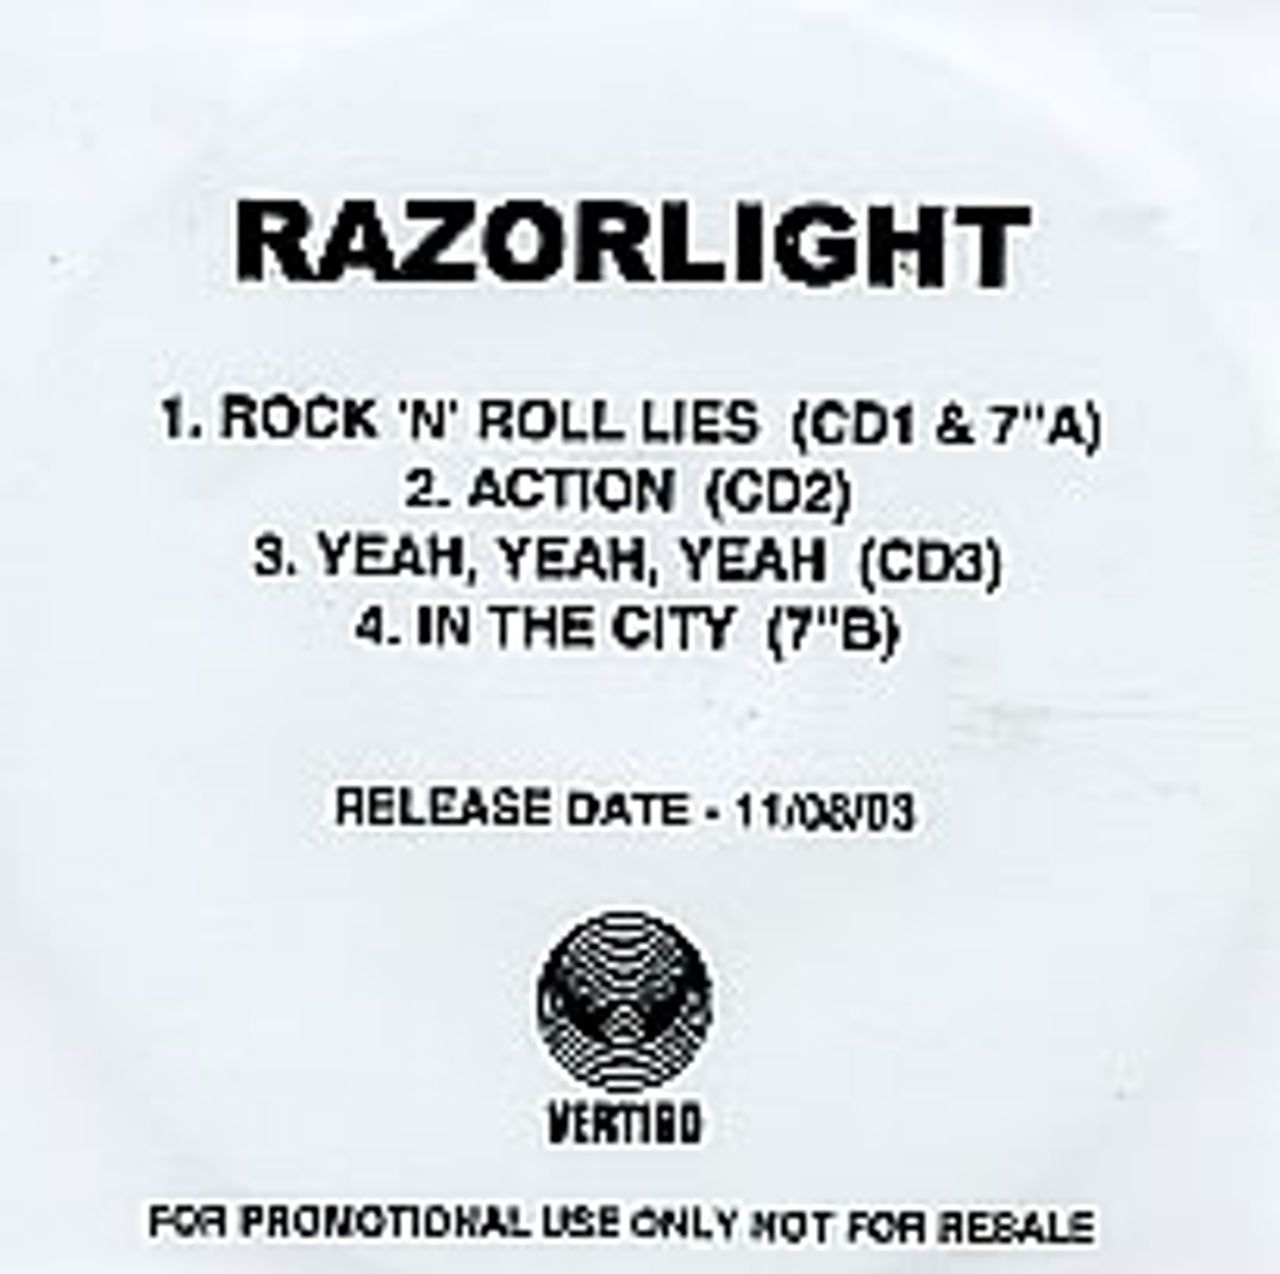 RAZORLIGHT
1. ROCK 'N' ROLL LIES (CD1 & 7"A)
2. ACTION (CD2)
3. YEAH, YEAH, YEAH (CD3)
4. IN THE CITY (7"B)
RELEASE DATE - 11/08/03
VERTIGO
FOR PROMOTIONAL USE ONLY NOT FOR RESALE